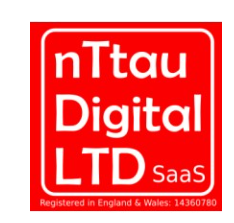 nTtau
Digital
LTD SaaS
Registered in England & Wales: 14360780